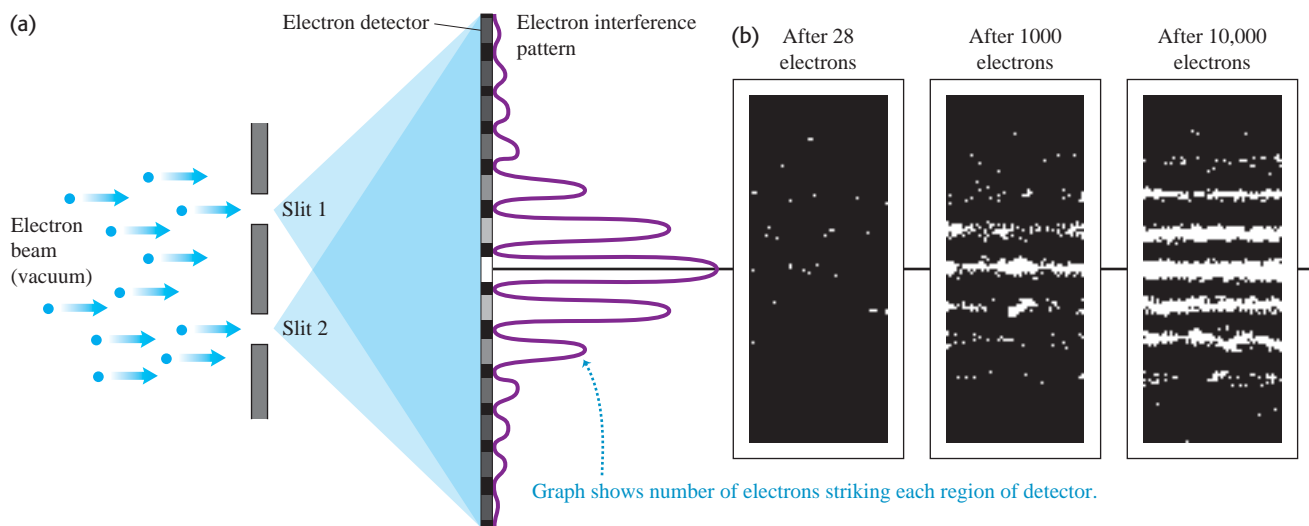 (a)
Electron detector
Electron interference
pattern
Slit 1
Electron
beam
(vacuum)
Slit 2
(b)
After 28
electrons
After 1000
electrons
After 10,000
electrons
Graph shows number of electrons striking each region of detector.